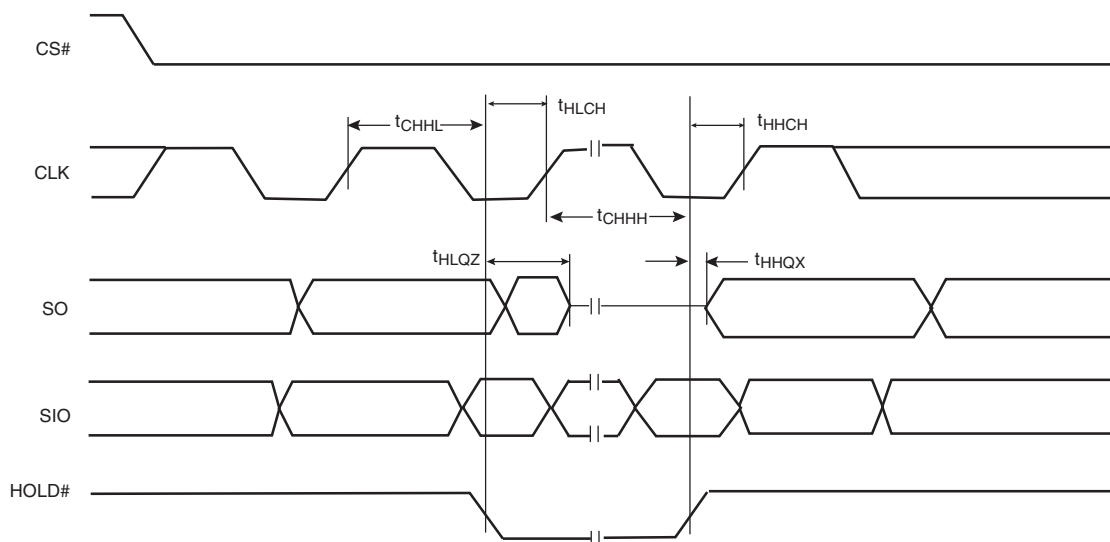 CS#
tCHHL
tHLCH
tHHCH
CLK
tCHHH
tHLQZ
tHHQX
SO
SIO
HOLD#